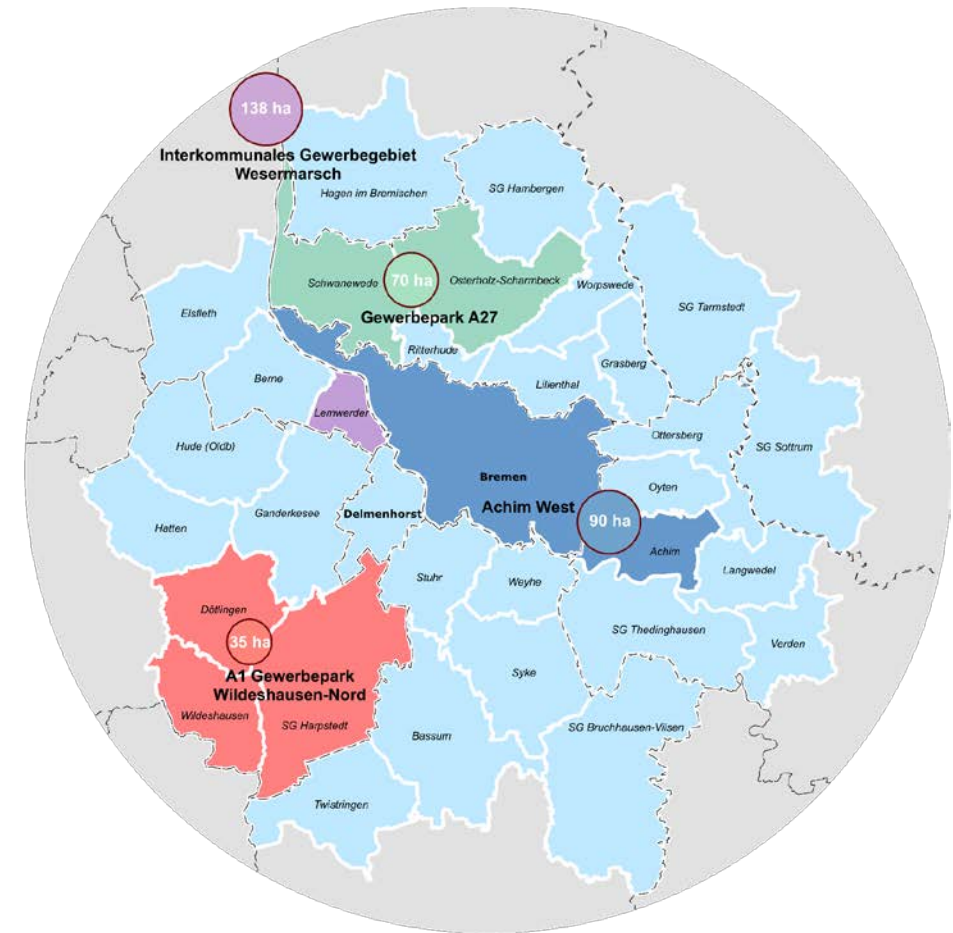 138 ha
Interkommunales Gewerbegebiet
Wesermarsch
Hagen im Bremischen
SG Hambergen
Schwanewede
70 ha
Osterholz-Scharmbeck
Worpswede
SG Tarmstedt
Gewerbepark A27
Elsfleth
Ritterhude
Grasberg
Berne
Lilienthal
Lemwerder
Ottersberg
Hude (Oldb)
SG Sottrum
Bremen
Oyten
Achim West
Ganderkesee
Delmenhorst
90 ha
Hatten
Achim
Langwedel
Stuhr
Weyhe
Dötlingen
SG Thedinghausen
35 ha
Verden
A1 Gewerbepark
Wildeshausen-Nord
Syke
Wildeshausen
SG Harpstedt
SG Bruchhausen-Vilsen
Bassum
Twistringen